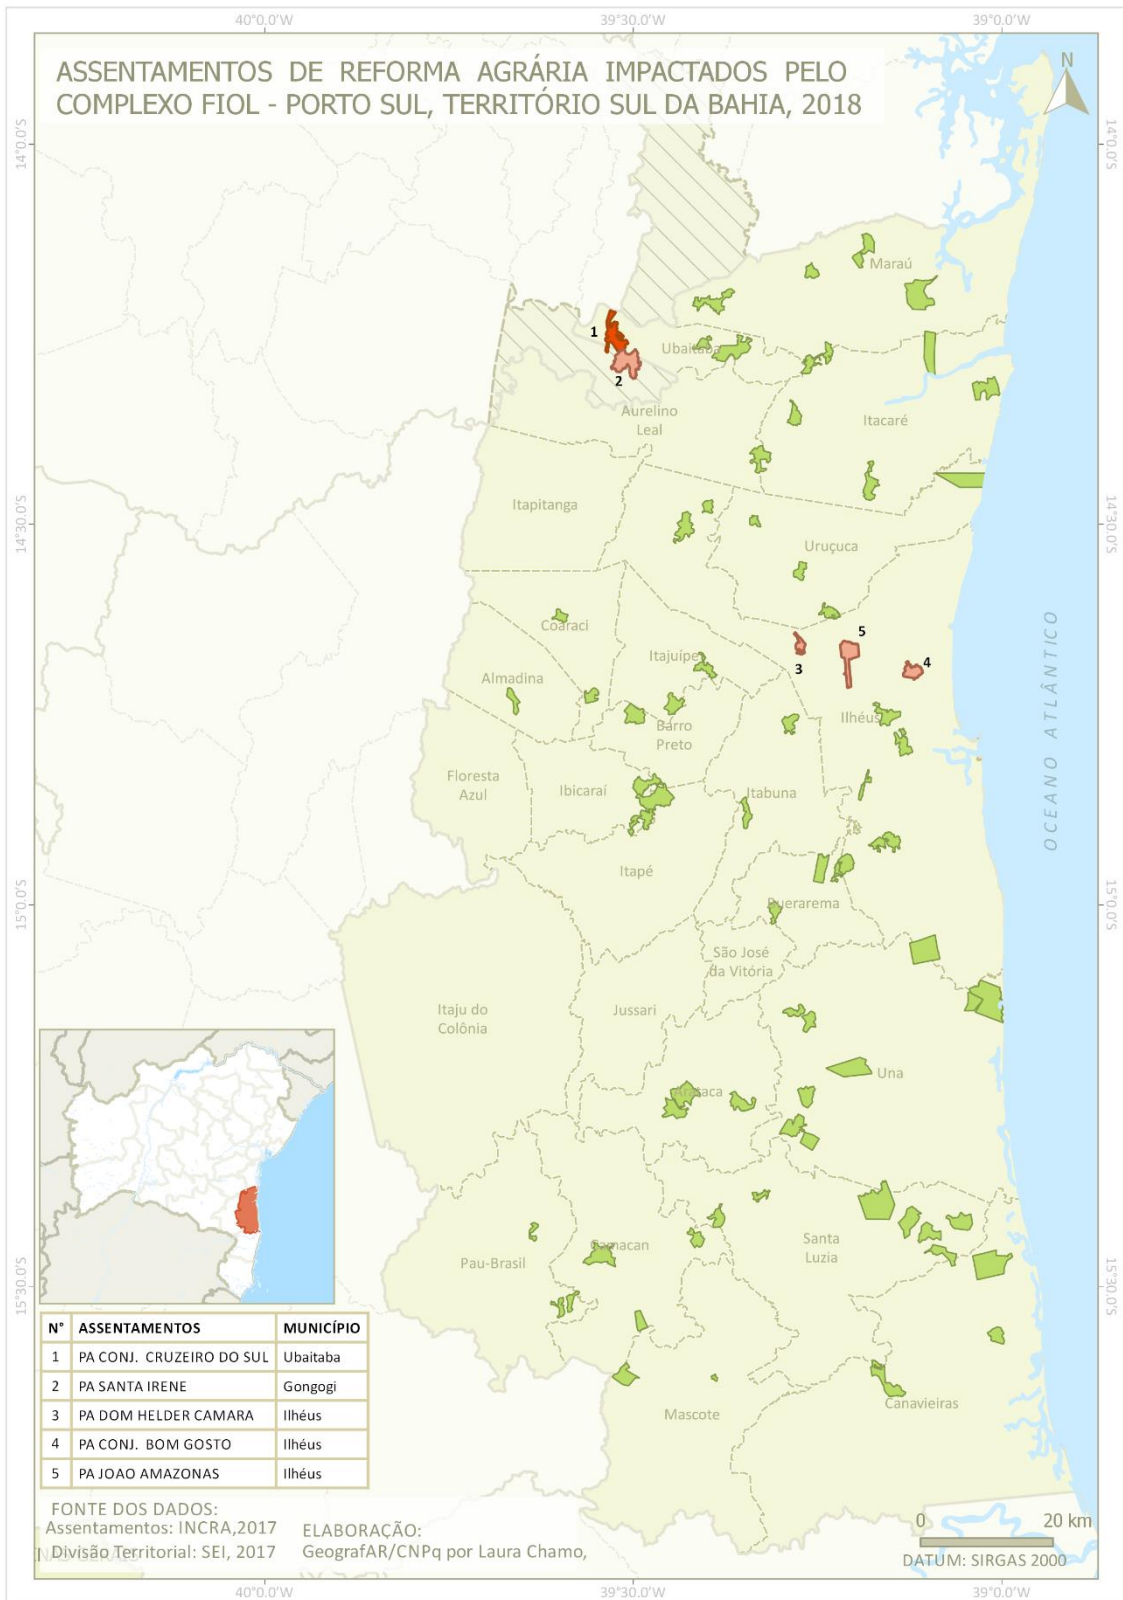 40°0.0'W 39°30.0'W 39°0.0'W
ASSENTAMENTOS DE REFORMA AGRÁRIA IMPACTADOS PELO
COMPLEXO FIOL - PORTO SUL, TERRITÓRIO SUL DA BAHIA, 2018
N
14°0.0'S 14°0.0'S
Maraú
1
Ubaitaba
2
Aurelino
Leal
Itacaré
Itapitanga
14°30.0'S 14°30.0'S
Uruçuca
Coaraci
5
Itajuípe
3
4
Almadina
Ilhéus
Barro
Preto
OCEANO ATLÂNTICO
Floresta
Azul
Ibicaraí
Itabuna
Itapé
15°0.0'S 15°0.0'S
Buerarema
São José
da Vitória
Itaju do
Colônia
Jussari
Una
Arataca
Santa
Luzia
Camacan
Pau-Brasil
15°30.0'S 15°30.0'S
Mascote
Canavieiras
N° ASSENTAMENTOS MUNICÍPIO
1 PA CONJ. CRUZEIRO DO SUL Ubaitaba
2 PA SANTA IRENE Gongogi
3 PA DOM HELDER CAMARA Ilhéus
4 PA CONJ. BOM GOSTO Ilhéus
5 PA JOAO AMAZONAS Ilhéus
FONTE DOS DADOS:
Assentamentos: INCRA,2017
Divisão Territorial: SEI, 2017
ELABORAÇÃO:
GeografAR/CNPq por Laura Chamo,
0 20 km
DATUM: SIRGAS 2000
40°0.0'W 39°30.0'W 39°0.0'W